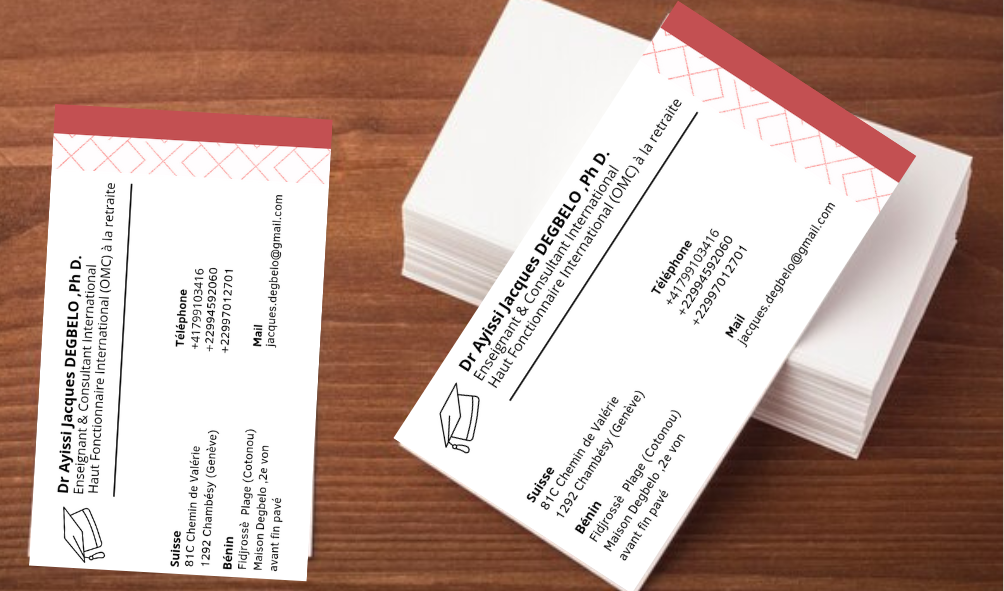 Dr Ayissi Jacques DEGBELO ,Ph D.
Enseignant & Consultant International
Haut Fonctionnaire International (OMC) à la retraite
Suisse
81C Chemin de Valérie
1292 Chambésy (Genève)
Bénin
Fidjrossè Plage (Cotonou)
Maison Degbelo ,2e von
avant fin pavé
Téléphone
+41799103416
+22994592060
+22997012701
Mail
jacques.degbelo@gmail.com
Dr Ayissi Jacques DEGBELO ,Ph D.
Enseignant & Consultant International
Haut Fonctionnaire International (OMC) à la retraite
Suisse
81C Chemin de Valérie
1292 Chambésy (Genève)
Bénin
Fidjrossè Plage (Cotonou)
Maison Degbelo ,2e von
avant fin pavé
Téléphone
+41799103416
+22994592060
+22997012701
Mail
jacques.degbelo@gmail.com